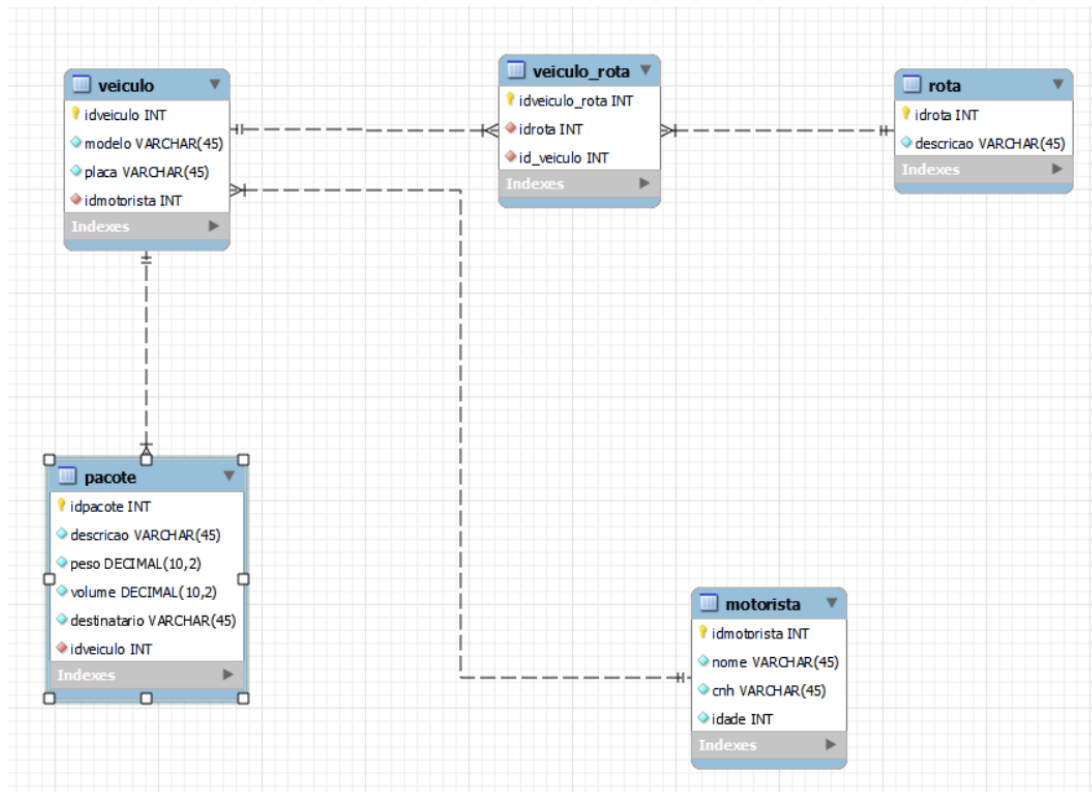 veiculo
idveiculo INT
modelo VARCHAR(45)
placa VARCHAR(45)
idmotorista INT
Indexes
veiculo_rota
idveiculo_rota INT
idrota INT
id_veiculo INT
Indexes
rota
idrota INT
descricao VARCHAR(45)
Indexes
pacote
idpacote INT
descricao VARCHAR(45)
peso DECIMAL(10,2)
volume DECIMAL(10,2)
destinatario VARCHAR(45)
idveiculo INT
Indexes
motorista
idmotorista INT
nome VARCHAR(45)
cnh VARCHAR(45)
idade INT
Indexes